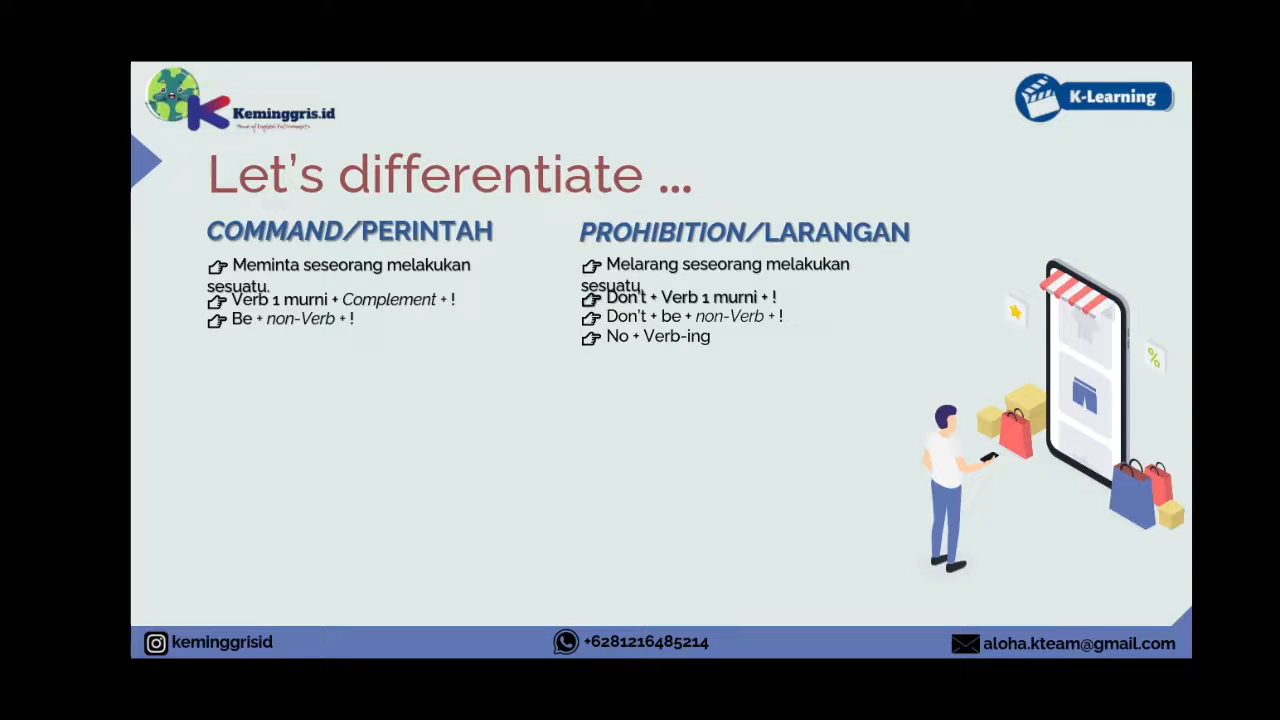 Keminggris.id
K-Learning
Let's differentiate ...
COMMAND/PERINTAH
☞ Meminta seseorang melakukan
sesuatu.
☞ Verb 1 murni + Complement + !
☞ Be + non-Verb + !
PROHIBITION/LARANGAN
☞ Melarang seseorang melakukan
sesuatu.
☞ Don't + Verb 1 murni + !
☞ Don't + be + non-Verb + !
☞ No + Verb-ing
%
keminggrisid
+6281216485214
aloha.kteam@gmail.com